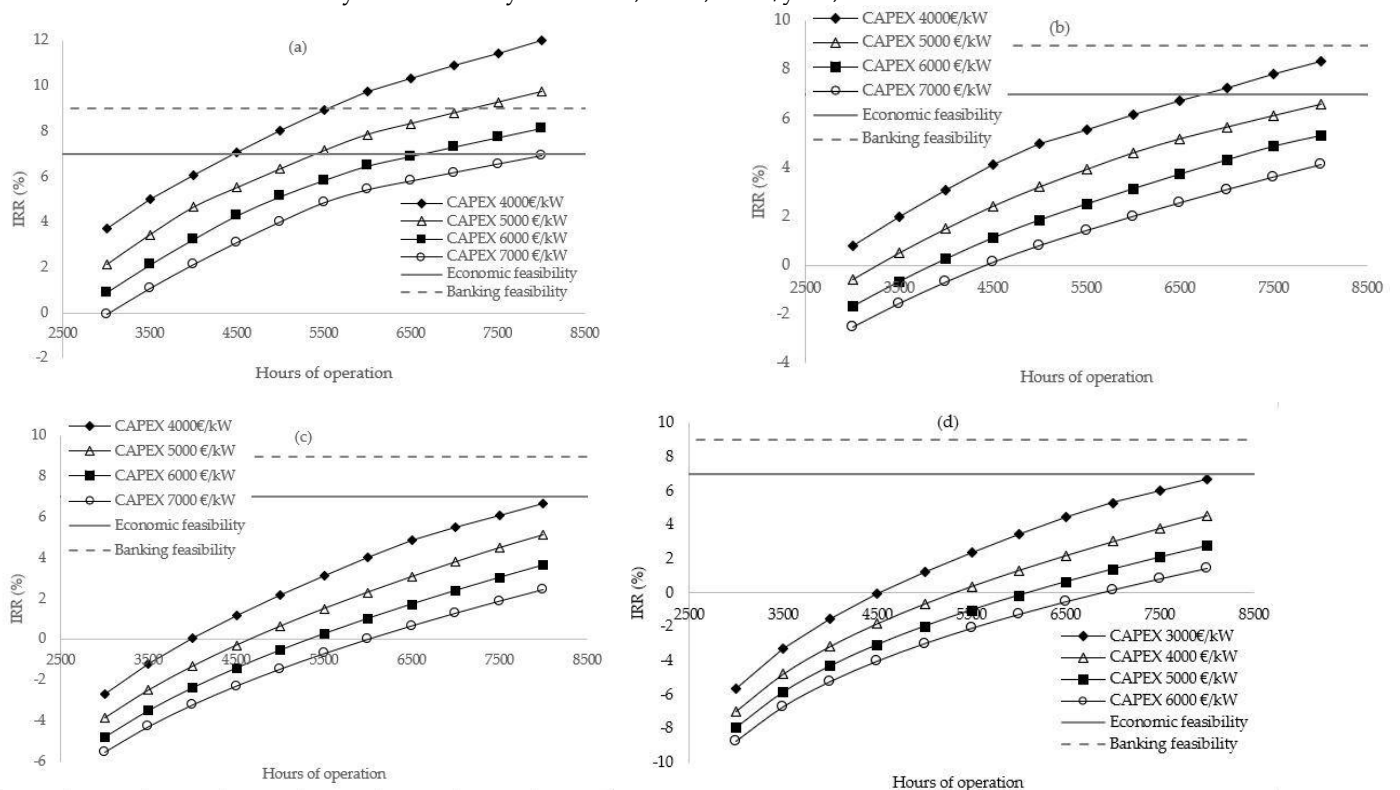 (a)
12
10
8
6
4
2
0
-2
IRR (%)
2500 3500 4500 5500 6500 7500 8500
Hours of operation
CAPEX 4000€/kW
CAPEX 5000 €/kW
CAPEX 6000 €/kW
CAPEX 7000 €/kW
Economic feasibility
Banking feasibility
(b)
10
8
6
4
2
0
-2
-4
IRR (%)
2500 3500 4500 5500 6500 7500 8500
Hours of operation
CAPEX 4000€/kW
CAPEX 5000 €/kW
CAPEX 6000 €/kW
CAPEX 7000 €/kW
Economic feasibility
Banking feasibility
(c)
10
8
6
4
2
0
-2
-4
-6
IRR (%)
2500 3500 4500 5500 6500 7500 8500
Hours of operation
CAPEX 4000€/kW
CAPEX 5000 €/kW
CAPEX 6000 €/kW
CAPEX 7000 €/kW
Economic feasibility
Banking feasibility
(d)
10
8
6
4
2
0
-2
-4
-6
-8
-10
IRR (%)
2500 3500 4500 5500 6500 7500 8500
Hours of operation
CAPEX 3000€/kW
CAPEX 4000 €/kW
CAPEX 5000 €/kW
CAPEX 6000 €/kW
Economic feasibility
Banking feasibility